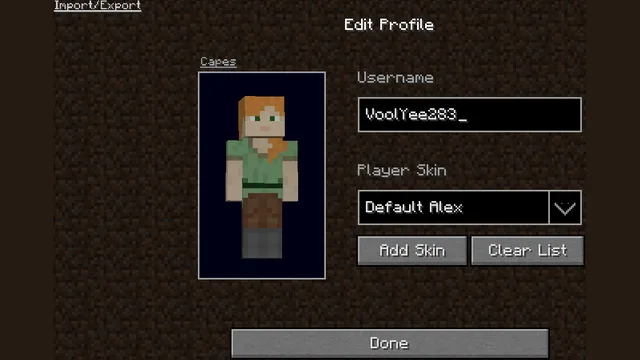 Import/Export
Edit Profile
Capes
Username
VoolYee283_
Player Skin
Default Alex
Add Skin
Clear List
Done